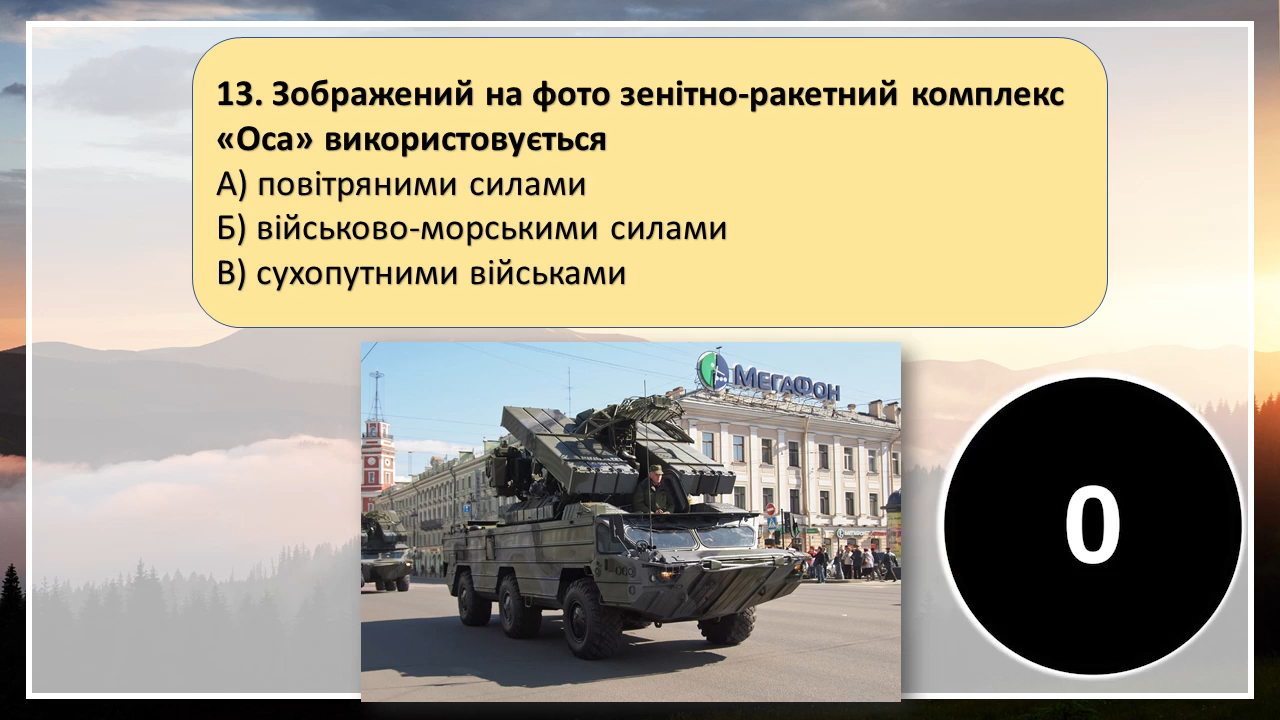 13. Зображений на фото зенітно-ракетний комплекс
«Оса» використовується
А) повітряними силами
Б) військово-морськими силами
В) сухопутними військами
МЕГАФОН
0